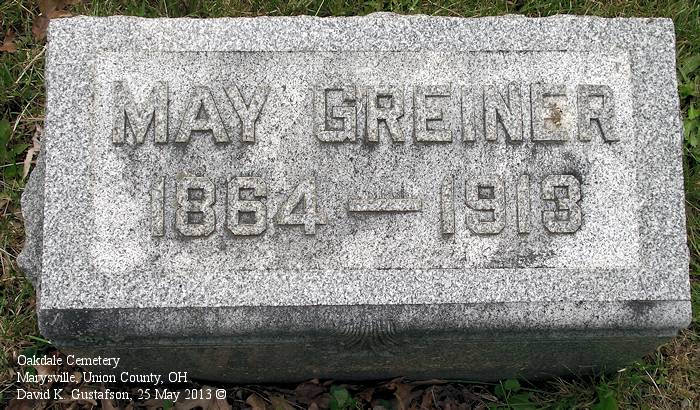 MAY GREINER
1864 — 1913
Oakdale Cemetery
Marysville, Union County, OH
David K. Gustafson, 25 May 2013 ©